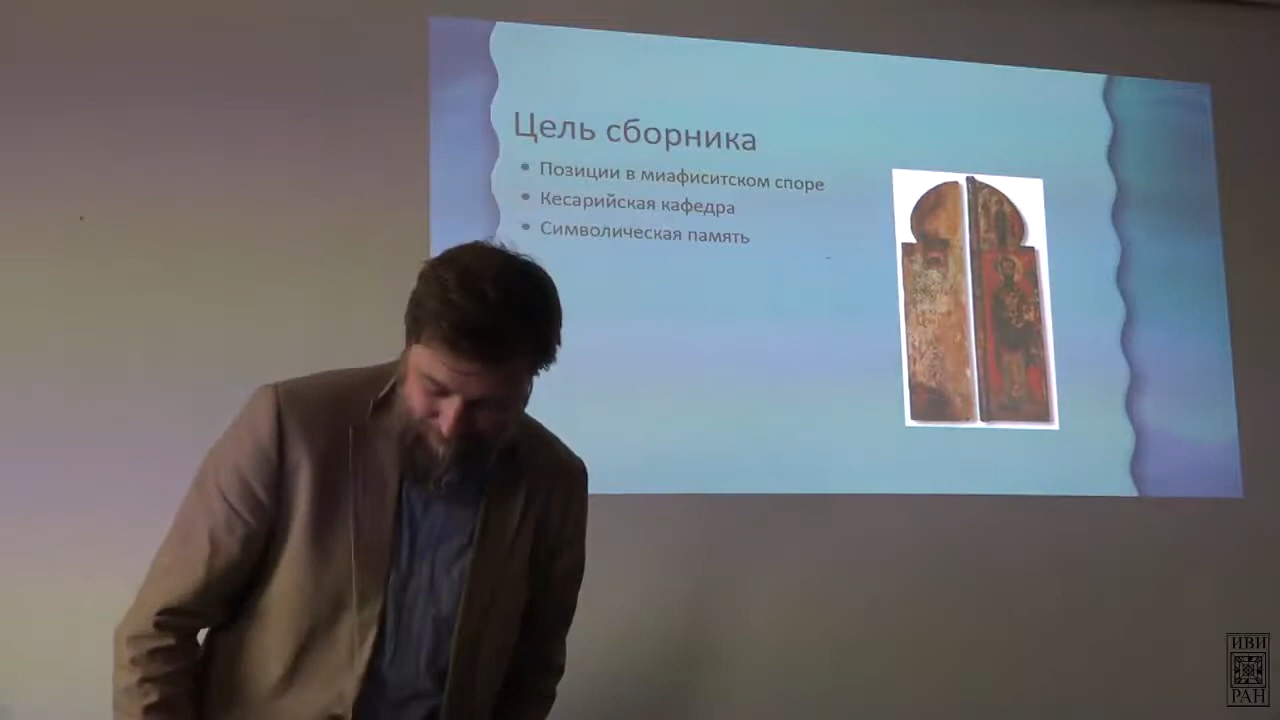 Цель сборника
Позиции в миафиситском споре
Кесарийская кафедра
Символическая память
ИВИ
РАН